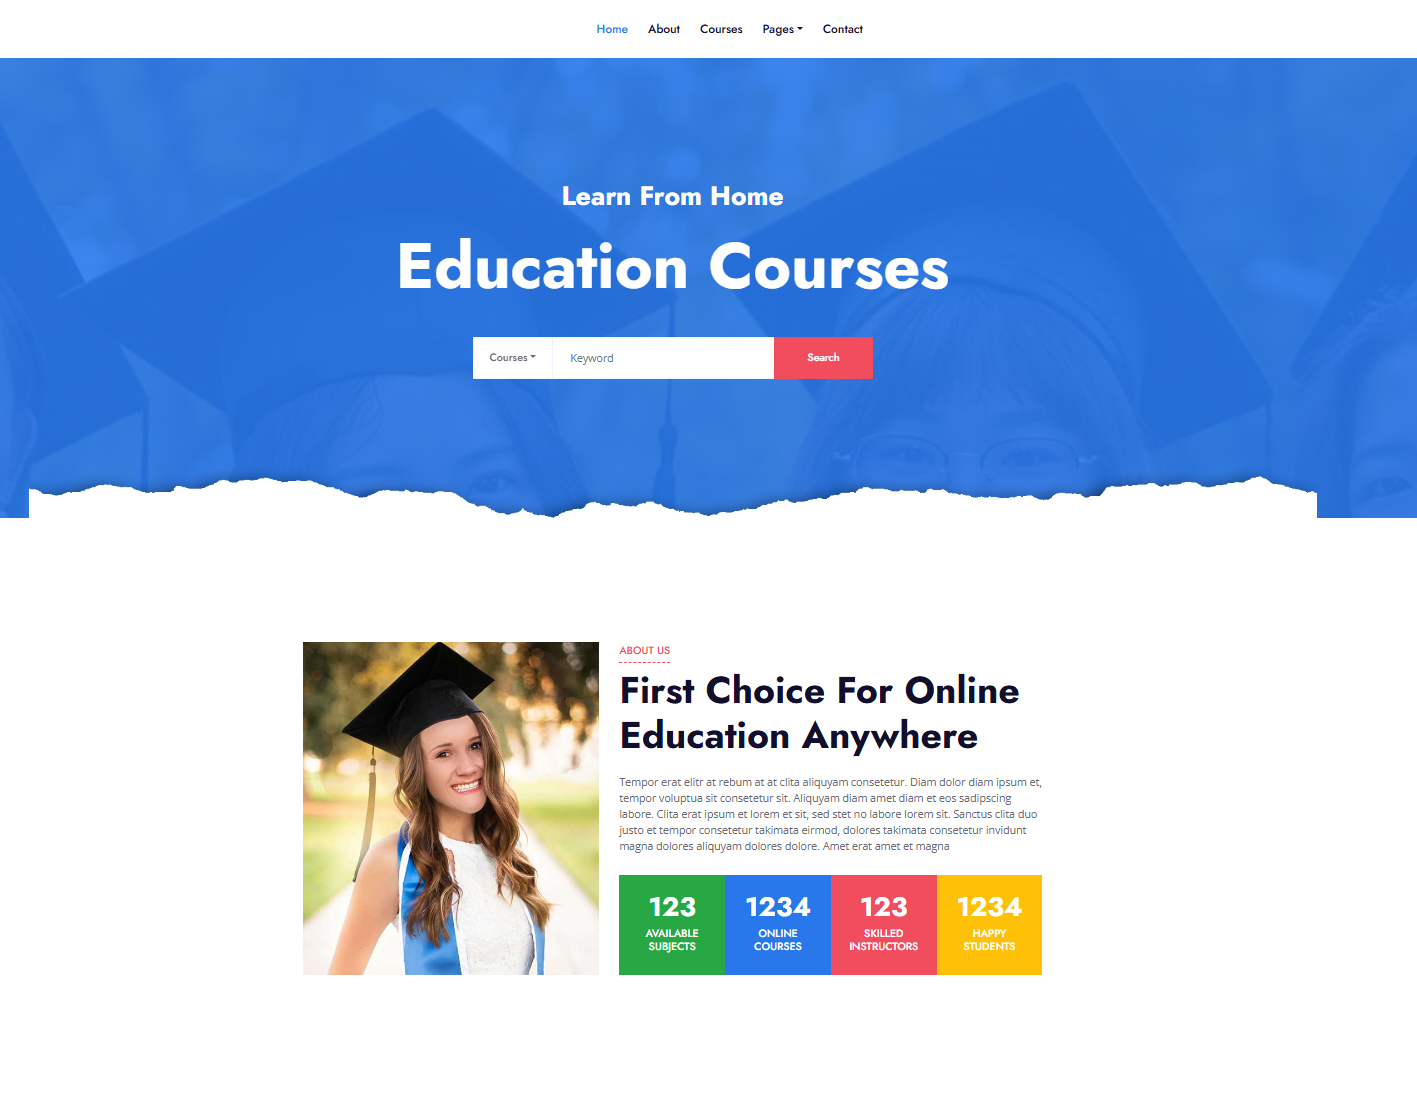 Home About Courses Pages Contact
Learn From Home
Education Courses
Courses Keyword Search
ABOUT US
First Choice For Online
Education Anywhere
Tempor erat elitr at rebum at at clita aliquyam consetetur. Diam dolor diam ipsum et,
tempor voluptua sit consetetur sit. Aliquyam diam amet diam et eos sadipscing
labore. Clita erat ipsum et lorem et sit, sed stet no labore lorem sit. Sanctus clita duo
justo et tempor consetetur takimata eirmod, dolores takimata consetetur invidunt
magna dolores aliquyam dolores dolore. Amet erat amet et magna
123
AVAILABLE
SUBJECTS
1234
ONLINE
COURSES
123
SKILLED
INSTRUCTORS
1234
HAPPY
STUDENTS